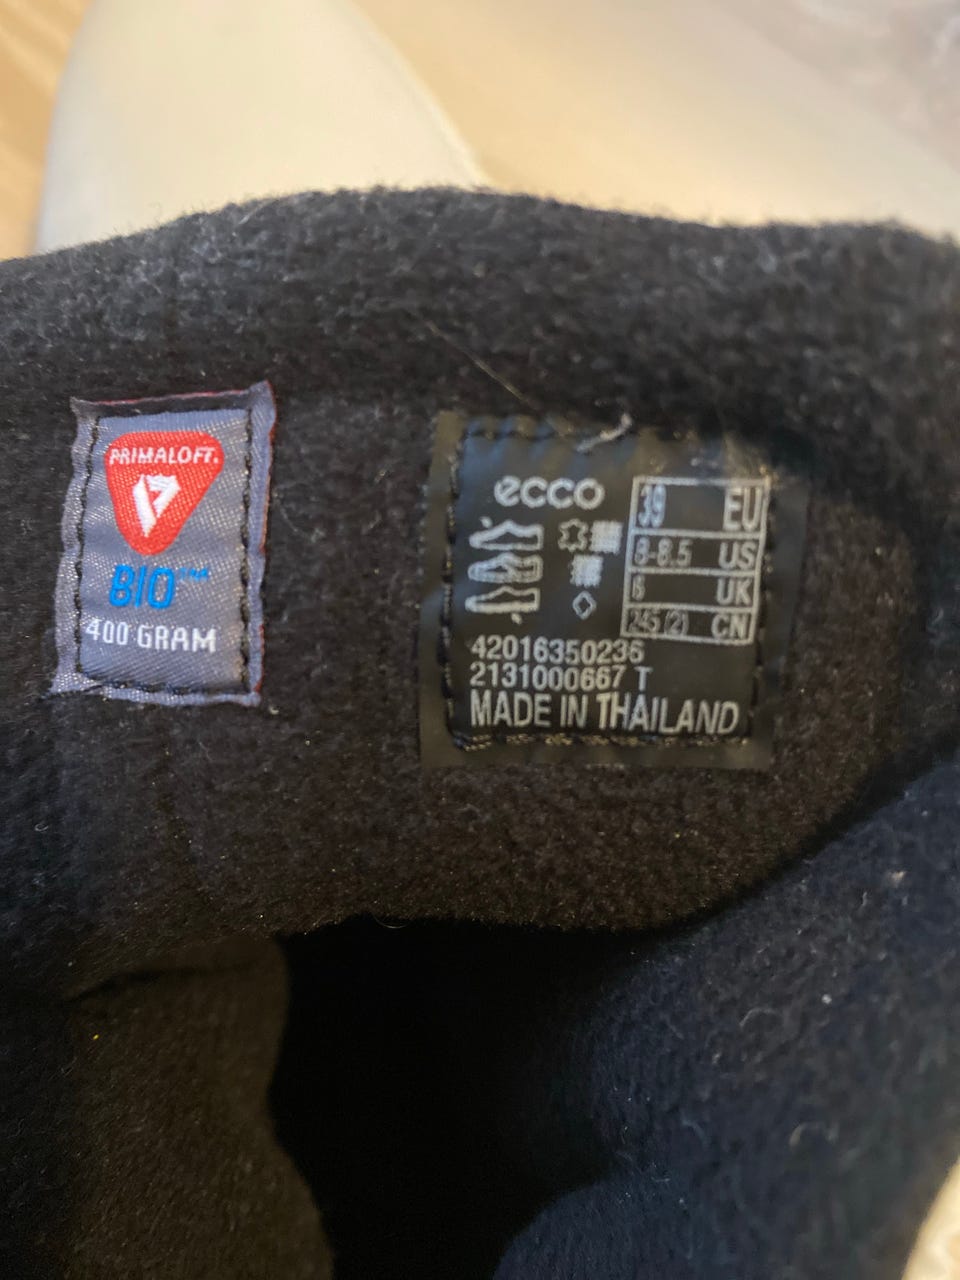 PRIMALOFT.
BIO™
400 GRAM
ecco
39 EU
8-8.5 US
6 UK
245 (2) CN
42016350236
2131000667 T
MADE IN THAILAND